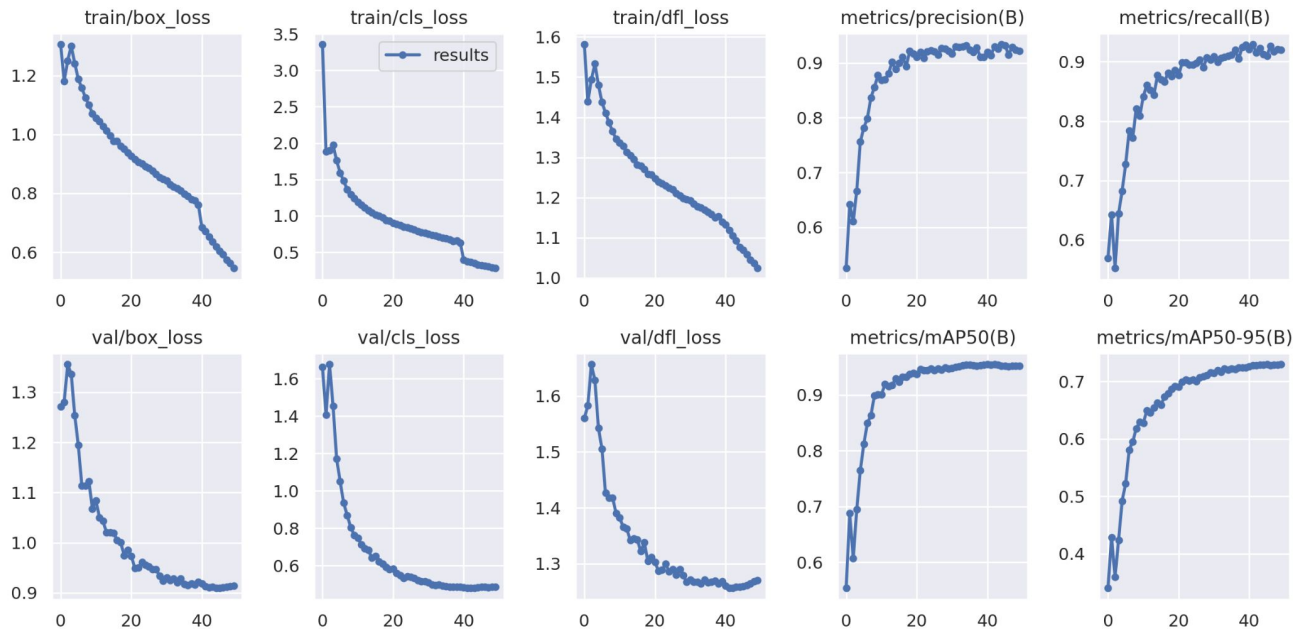 train/box_loss
train/cls_loss
train/dfl_loss
metrics/precision(B)
metrics/recall(B)
results
1.2
1.0
0.8
0.6
0 20 40
3.5
3.0
2.5
2.0
1.5
1.0
0.5
0 20 40
1.6
1.5
1.4
1.3
1.2
1.1
1.0
0 20 40
0.9
0.8
0.7
0.6
0 20 40
0.9
0.8
0.7
0.6
0 20 40
val/box_loss
val/cls_loss
val/dfl_loss
metrics/mAP50(B)
metrics/mAP50-95(B)
1.3
1.2
1.1
1.0
0.9
0 20 40
1.6
1.4
1.2
1.0
0.8
0.6
0 20 40
1.6
1.5
1.4
1.3
0 20 40
0.9
0.8
0.7
0.6
0 20 40
0.7
0.6
0.5
0.4
0 20 40